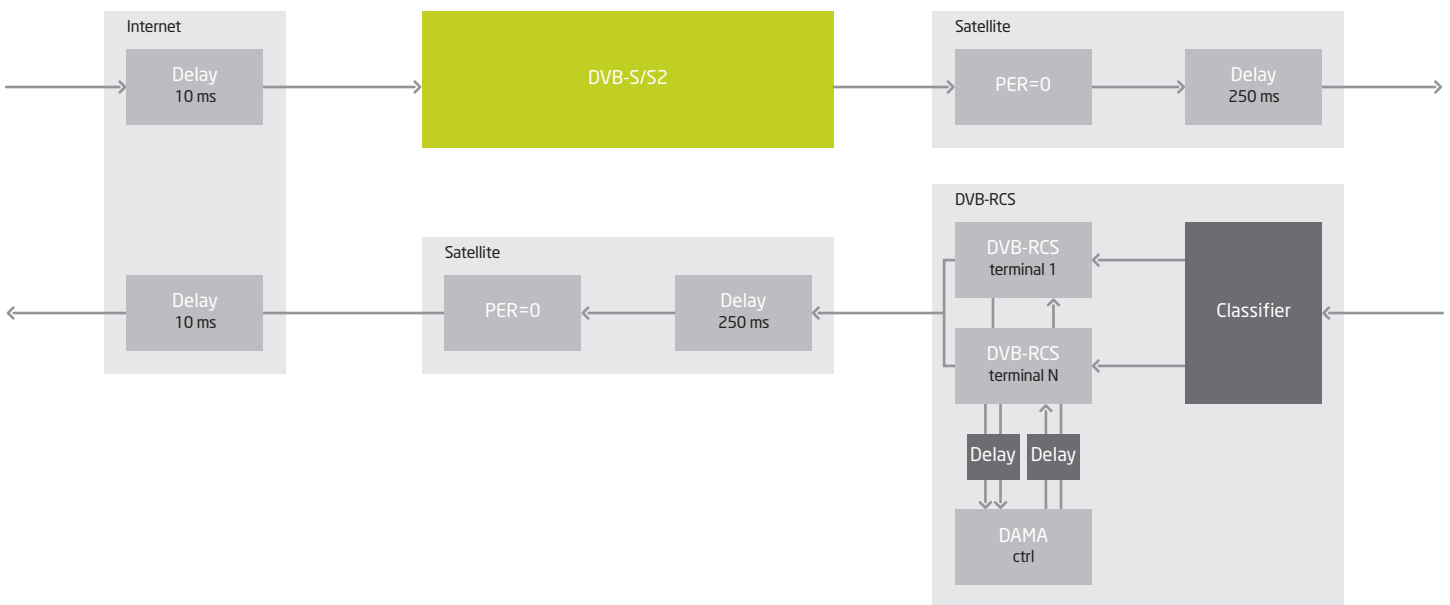 Internet
Delay
10 ms
DVB-S/S2
Satellite
PER=0
Delay
250 ms
Delay
10 ms
Satellite
PER=0
Delay
250 ms
DVB-RCS
DVB-RCS
terminal 1
DVB-RCS
terminal N
Classifier
Delay
Delay
DAMA
ctrl